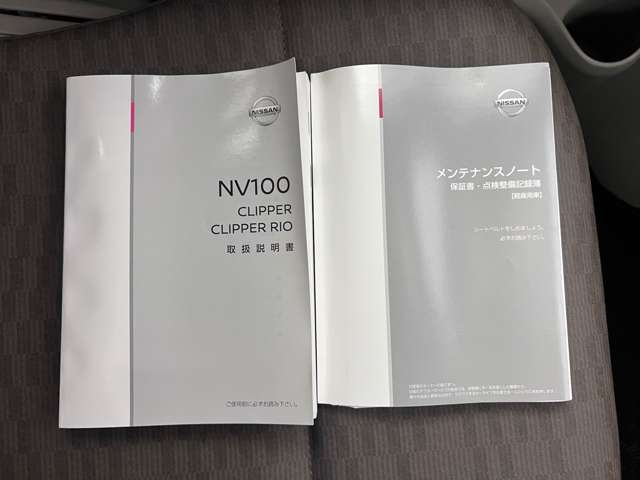 NISSAN
NV100
CLIPPER
CLIPPER RIO
取扱説明書
ご使用前に必ずお読み下さい。
NISSAN
メンテナンスノート
保証書・点検整備記録簿
【軽商用車】
シートベルトをしめましょう。
必ずお読み下さい。